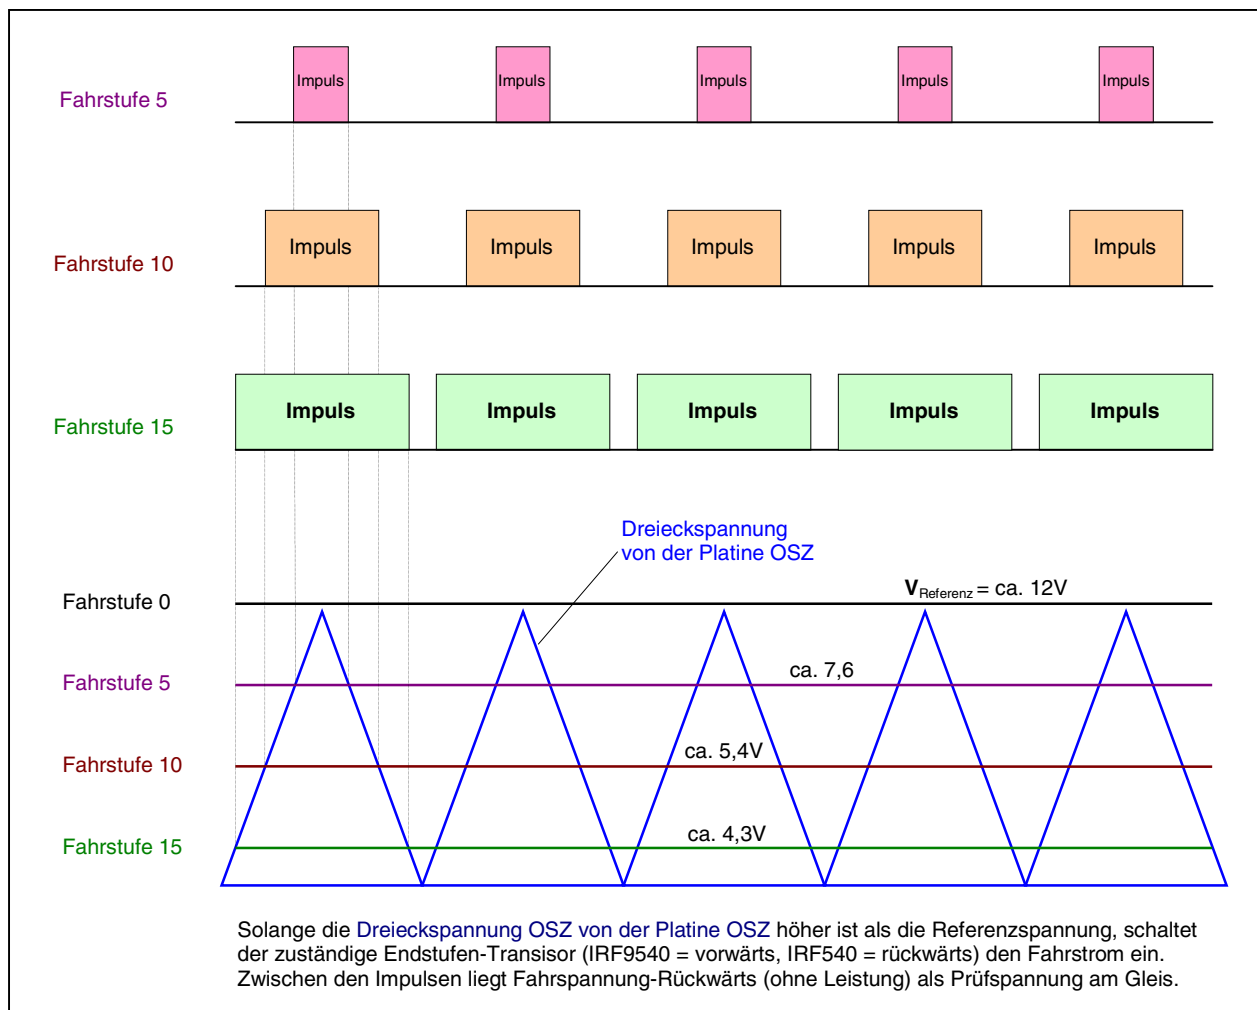 Fahrstufe 5
Impuls Impuls Impuls Impuls Impuls
Fahrstufe 10
Impuls Impuls Impuls Impuls Impuls
Fahrstufe 15
Impuls Impuls Impuls Impuls Impuls
Dreieckspannung
von der Platine OSZ
Fahrstufe 0
VReferenz = ca. 12V
Fahrstufe 5
ca. 7,6
Fahrstufe 10
ca. 5,4V
Fahrstufe 15
ca. 4,3V
Solange die Dreieckspannung OSZ von der Platine OSZ höher ist als die Referenzspannung, schaltet
der zuständige Endstufen-Transisor (IRF9540 = vorwärts, IRF540 = rückwärts) den Fahrstrom ein.
Zwischen den Impulsen liegt Fahrspannung-Rückwärts (ohne Leistung) als Prüfspannung am Gleis.